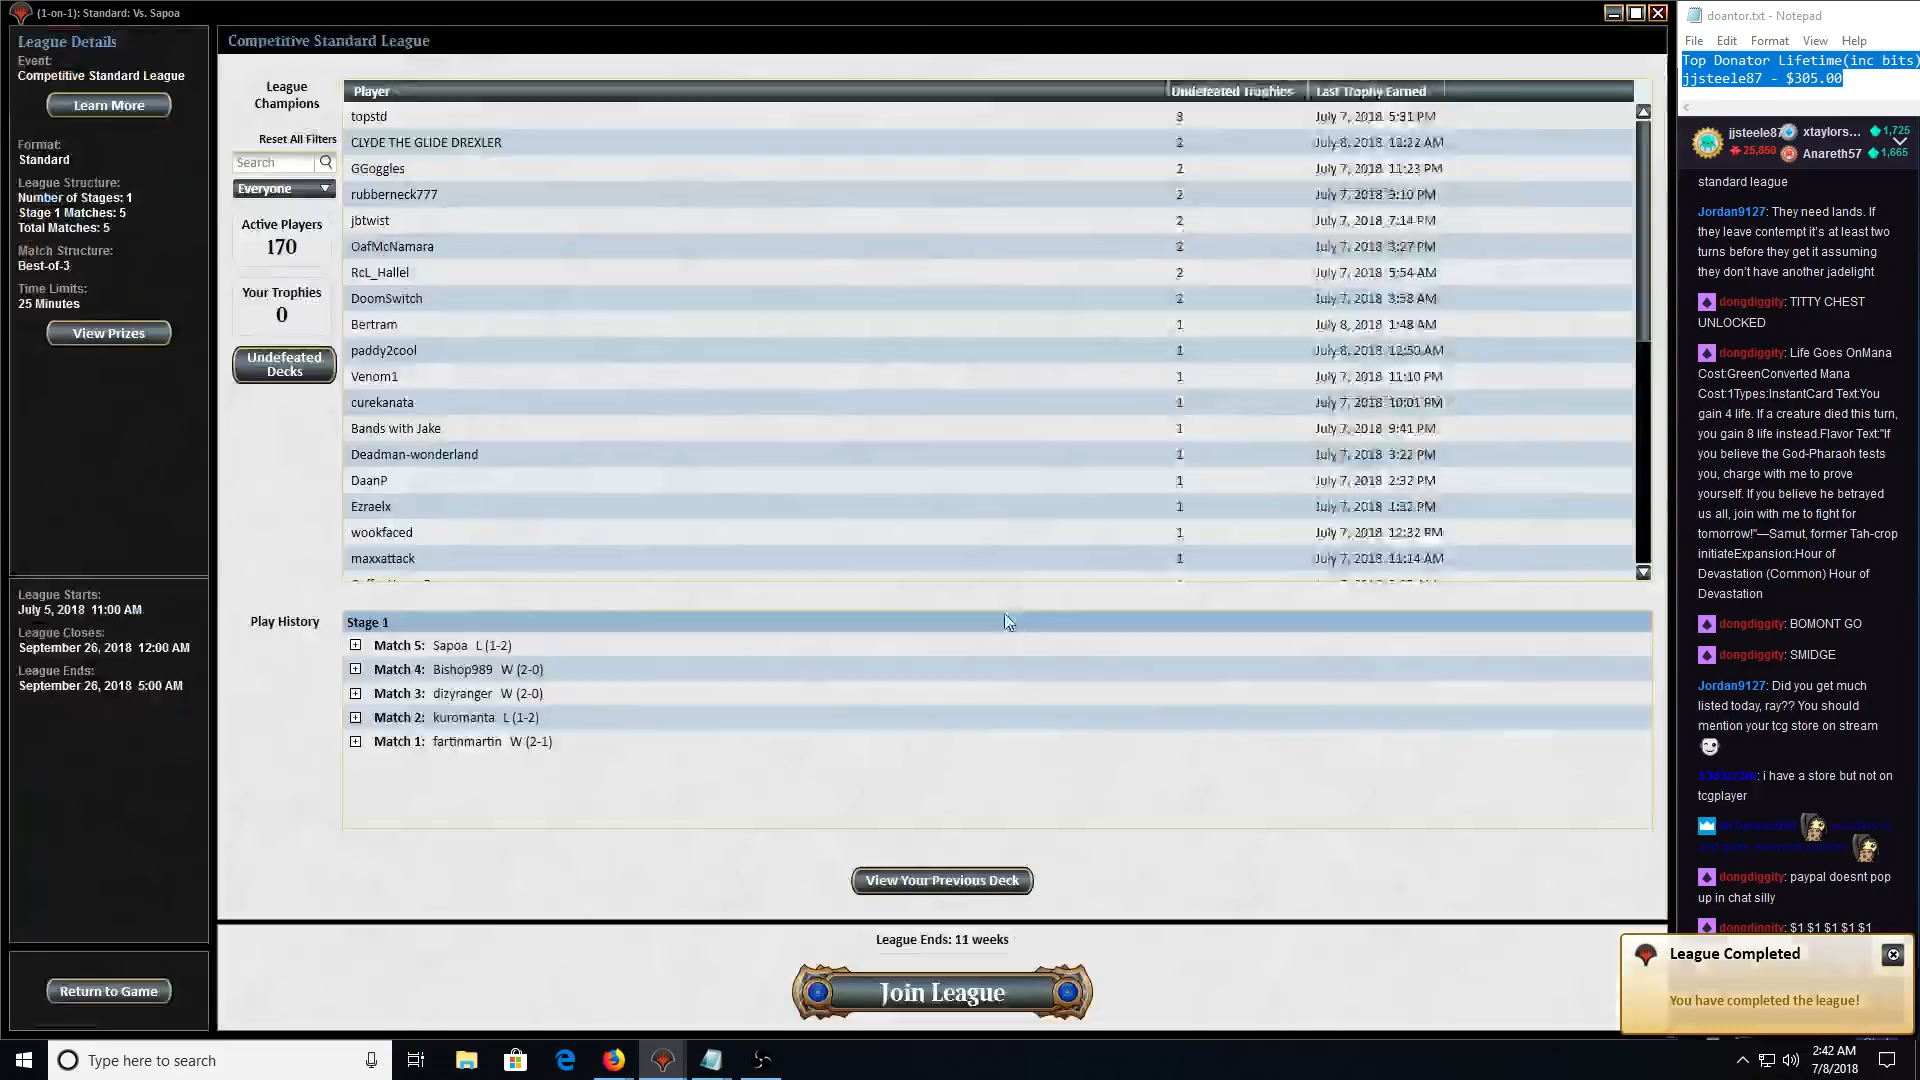 (1-on-1): Standard: Vs. Sapoa
League Details
Event:
Competitive Standard League
Learn More
Format:
Standard
League Structure:
Number of Stages: 1
Stage 1 Matches: 5
Total Matches: 5
Match Structure:
Best-of-3
Time Limits:
25 Minutes
View Prizes
League Starts:
July 5, 2018 11:00 AM
League Closes:
September 26, 2018 12:00 AM
League Ends:
September 26, 2018 5:00 AM
Return to Game
Competitive Standard League
League
Champions
Reset All Filters
Search
Everyone
Active Players
170
Your Trophies
0
Undefeated
Decks
Player Undefeated Trophies Last Trophy Earned
topstd 3 July 7, 2018 5:31 PM
CLYDE THE GLIDE DREXLER 2 July 8, 2018 12:22 AM
GGoggles 2 July 7, 2018 11:23 PM
rubberneck777 2 July 7, 2018 9:10 PM
jbtwist 2 July 7, 2018 7:14 PM
OafMcNamara 2 July 7, 2018 3:27 PM
RcL_Hallel 2 July 7, 2018 5:54 AM
DoomSwitch 2 July 7, 2018 3:58 AM
Bertram 1 July 8, 2018 1:48 AM
paddy2cool 1 July 8, 2018 12:50 AM
Venom1 1 July 7, 2018 11:10 PM
curekanata 1 July 7, 2018 10:01 PM
Bands with Jake 1 July 7, 2018 9:41 PM
Deadman-wonderland 1 July 7, 2018 3:22 PM
DaanP 1 July 7, 2018 2:32 PM
Ezraelx 1 July 7, 2018 1:32 PM
wookfaced 1 July 7, 2018 12:32 PM
maxxattack 1 July 7, 2018 11:14 AM
Play History
Stage 1
Match 5: Sapoa L (1-2)
Match 4: Bishop989 W (2-0)
Match 3: dizyranger W (2-0)
Match 2: kuromanta L (1-2)
Match 1: fartinmartin W (2-1)
View Your Previous Deck
League Ends: 11 weeks
Join League
doantor.txt - Notepad
File Edit Format View Help
Top Donator Lifetime(inc bits)
jjsteele87 - $305.00
jjsteele87 25,850
xtaylors... 1,725
Anareth57 1,665
standard league
Jordan9127: They need lands. If
they leave contempt it's at least two
turns before they get it assuming
they don't have another jadelight
dongdiggity: TITTY CHEST
UNLOCKED
dongdiggity: Life Goes OnMana
Cost:GreenConverted Mana
Cost:1Types:InstantCard Text:You
gain 4 life. If a creature died this turn,
you gain 8 life instead.Flavor Text:"If
you believe the God-Pharaoh tests
you, charge with me to prove
yourself. If you believe he betrayed
us all, join with me to fight for
tomorrow!"—Samut, former Tah-crop
initiateExpansion:Hour of
Devastation (Common) Hour of
Devastation
dongdiggity: BOMONT GO
dongdiggity: SMIDGE
Jordan9127: Did you get much
listed today, ray?? You should
mention your tcg store on stream
: i have a store but not on
tcgplayer
dongdiggity: paypal doesnt pop
up in chat silly
dongdiggity: $1 $1 $1 $1 $1
League Completed
You have completed the league!
Type here to search
2:42 AM
7/8/2018